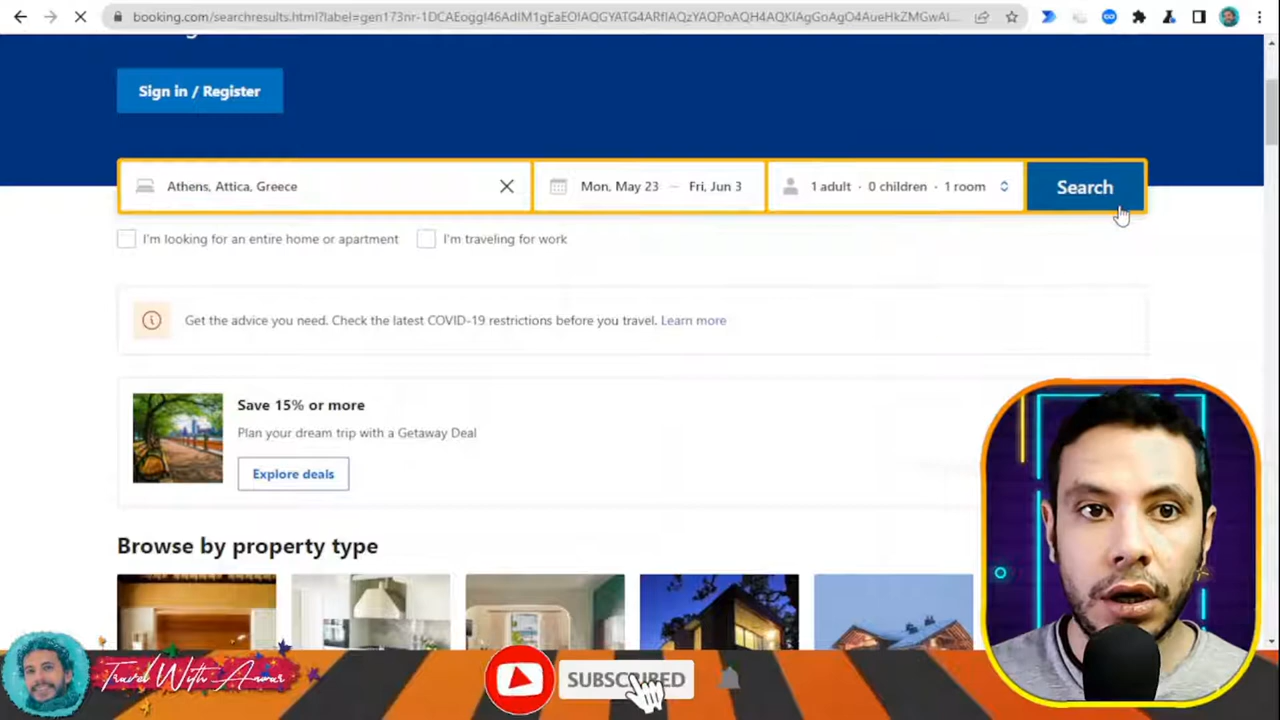 booking.com/searchresults.html?label=gen173nr-
Sign in / Register
Athens, Attica, Greece
Mon, May 23 — Fri, Jun 3
1 adult · 0 children · 1 room
Search
I'm looking for an entire home or apartment
I'm traveling for work
Get the advice you need. Check the latest COVID-19 restrictions before you travel. Learn more
Save 15% or more
Plan your dream trip with a Getaway Deal
Explore deals
Browse by property type
Travel With Anour
SUBSCRIBED